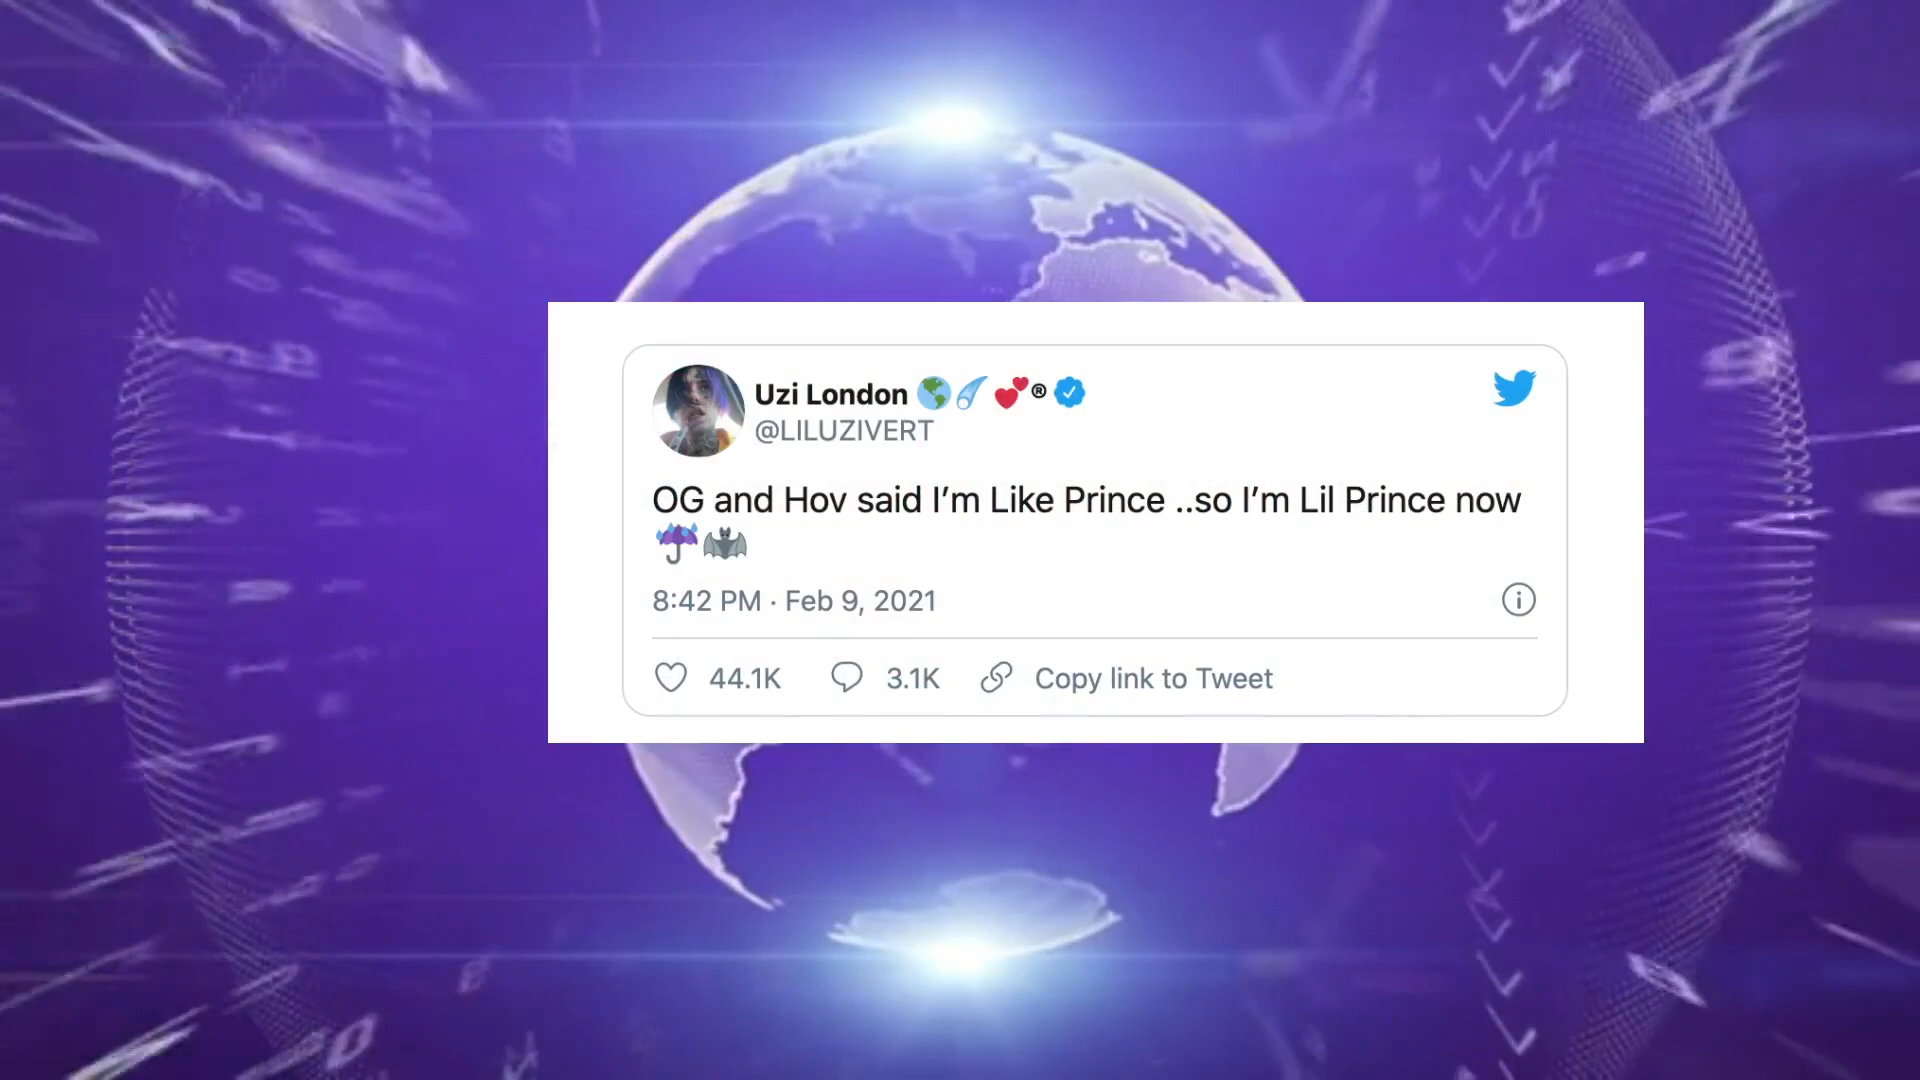 Uzi London 🌎☄️💕®
@LILUZIVERT
OG and Hov said I’m Like Prince ..so I’m Lil Prince now
☔🦇
8:42 PM · Feb 9, 2021
44.1K 3.1K Copy link to Tweet